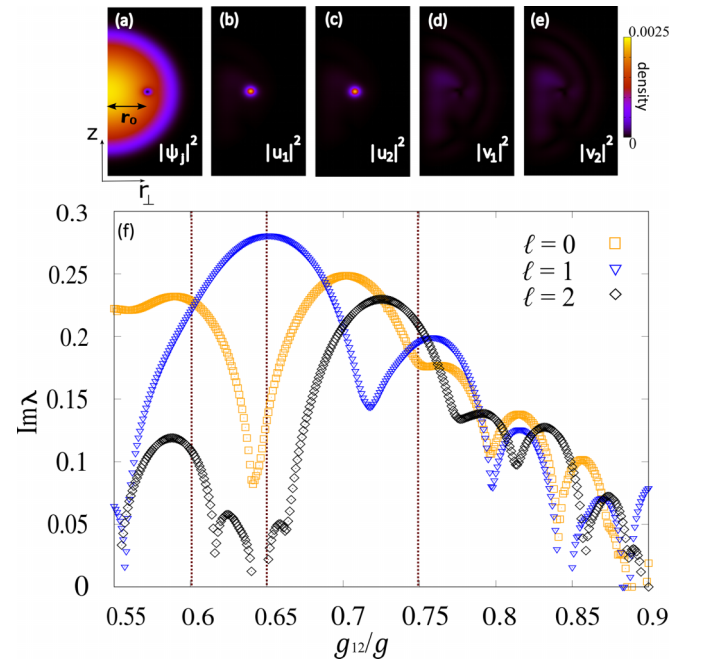 (a) (b) (c) (d) (e)
0.0025
density
0
r₀
z
r⊥
|ψⱼ|² |u₁|² |u₂|² |v₁|² |v₂|²
(f)
0.3
0.25
0.2
0.15
0.1
0.05
0
Imλ
ℓ = 0
ℓ = 1
ℓ = 2
0.55 0.6 0.65 0.7 0.75 0.8 0.85 0.9
g₁₂/g